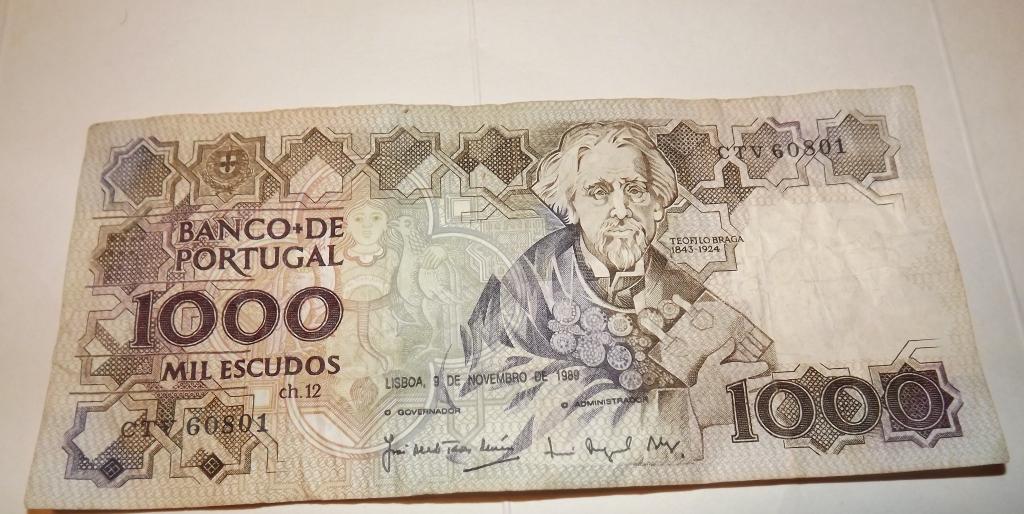 CTV 60801
BANCO DE
PORTUGAL
TEOFILO BRAGA
1843-1924
1000
MIL ESCUDOS
ch. 12
LISBOA, 9 DE NOVEMBRO DE 1989
O GOVERNADOR
O ADMINISTRADOR
CTV 60801
1000